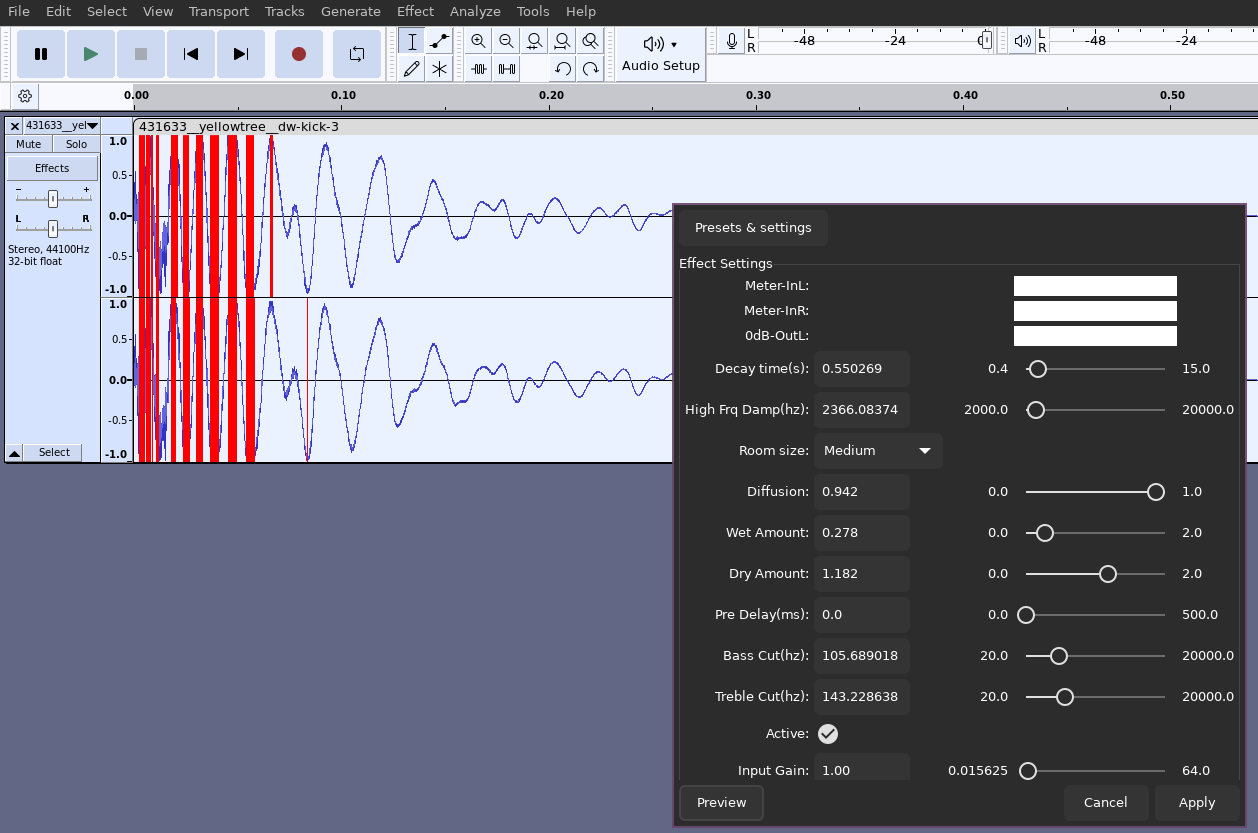 File Edit Select View Transport Tracks Generate Effect Analyze Tools Help
L
R
-48 -24 0
L
R
-48 -24
Audio Setup
0.00 0.10 0.20 0.30 0.40 0.50
431633__yel
431633__yellowtree__dw-kick-3
Mute Solo
Effects
- +
L R
Stereo, 44100Hz
32-bit float
Select
1.0
0.5
0.0
-0.5
-1.0
1.0
0.5
0.0
-0.5
-1.0
Presets & settings
Effect Settings
Meter-InL:
Meter-InR:
0dB-OutL:
Decay time(s): 0.550269 0.4 15.0
High Frq Damp(hz): 2366.08374 2000.0 20000.0
Room size: Medium
Diffusion: 0.942 0.0 1.0
Wet Amount: 0.278 0.0 2.0
Dry Amount: 1.182 0.0 2.0
Pre Delay(ms): 0.0 0.0 500.0
Bass Cut(hz): 105.689018 20.0 20000.0
Treble Cut(hz): 143.228638 20.0 20000.0
Active:
Input Gain: 1.00 0.015625 64.0
Preview Cancel Apply